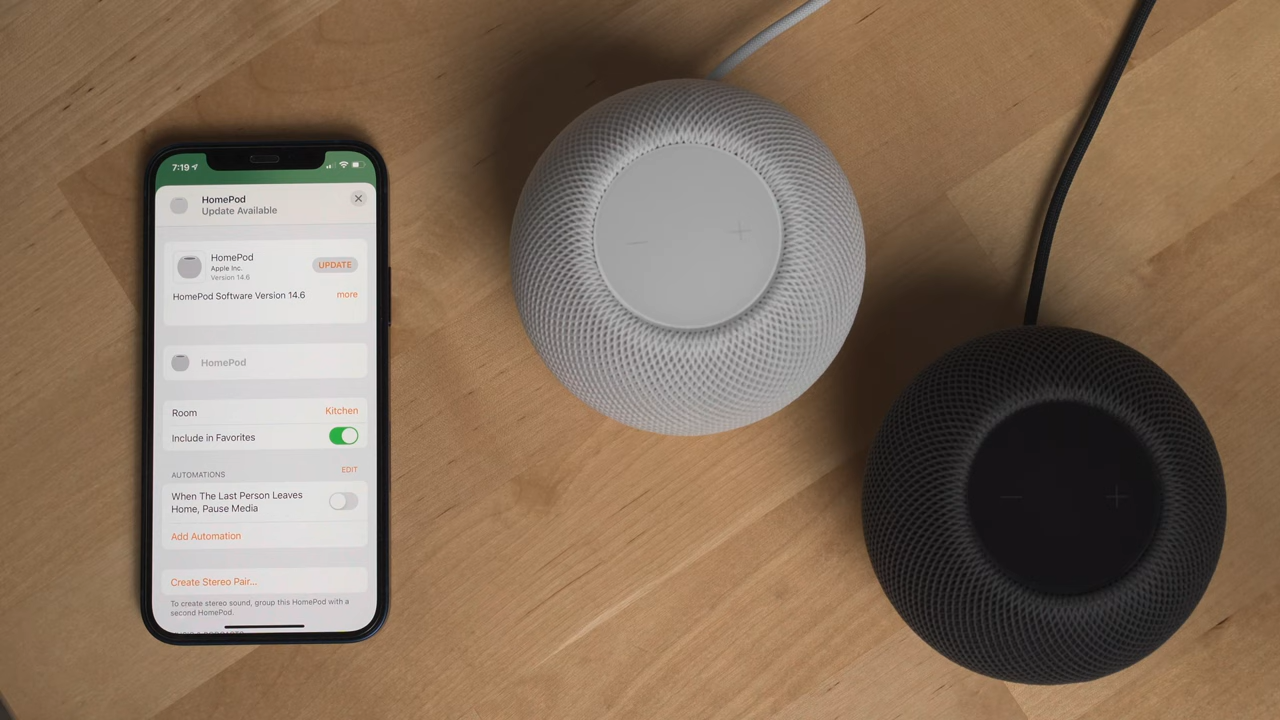 7:19
HomePod
Update Available
HomePod
Apple Inc.
Version 14.6
UPDATE
HomePod Software Version 14.6
more
HomePod
Room
Kitchen
Include in Favorites
AUTOMATIONS
EDIT
When The Last Person Leaves
Home, Pause Media
Add Automation
Create Stereo Pair...
To create stereo sound, group this HomePod with a
second HomePod.